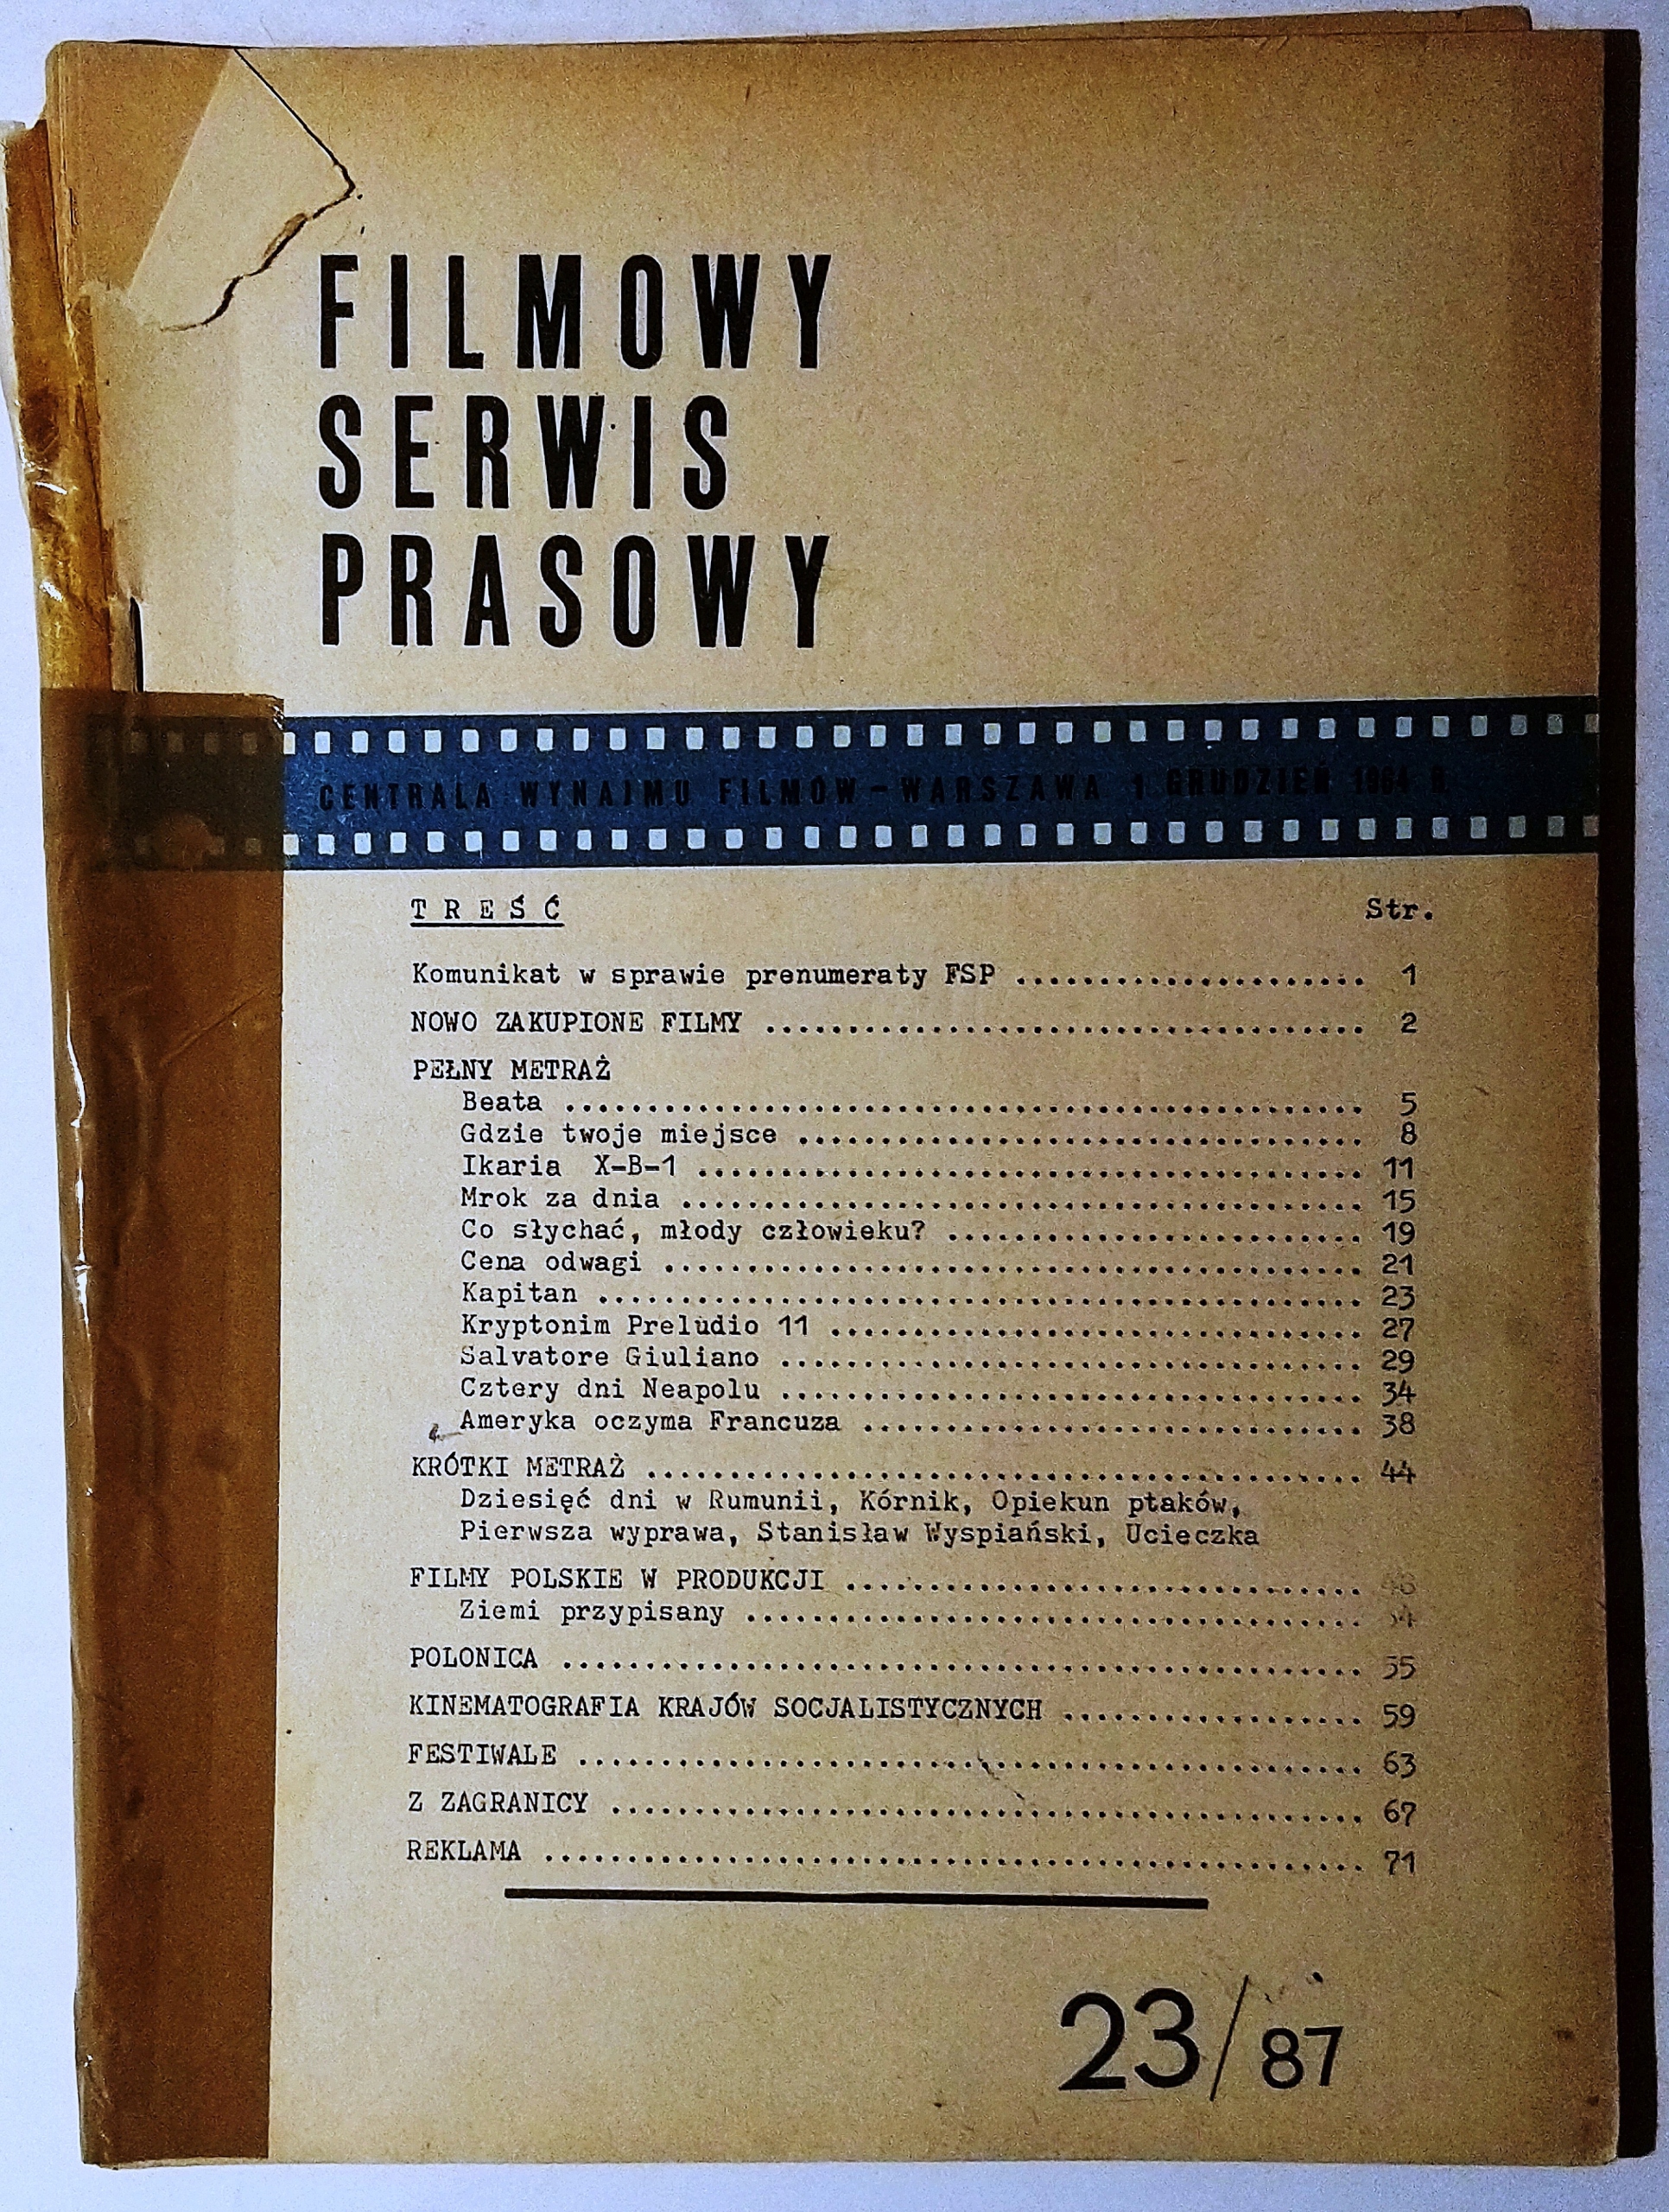 FILMOWY
SERWIS
PRASOWY
CENTRALA WYNAJMU FILMÓW – WARSZAWA 1 GRUDZIEŃ 1964 R.
TREŚĆ Str.
Komunikat w sprawie prenumeraty FSP ..................... 1
NOWO ZAKUPIONE FILMY .................................... 2
PEŁNY METRAŻ
Beata ................................................ 5
Gdzie twoje miejsce .................................. 8
Ikaria X-B-1 ........................................ 11
Mrok za dnia ......................................... 15
Co słychać, młody człowieku? ......................... 19
Cena odwagi .......................................... 21
Kapitan .............................................. 23
Kryptonim Preludio 11 ................................ 27
Salvatore Giuliano ................................... 29
Cztery dni Neapolu ................................... 34
Ameryka oczyma Francuza .............................. 38
KRÓTKI METRAŻ ........................................... 44
Dziesięć dni w Rumunii, Kórnik, Opiekun ptaków,
Pierwsza wyprawa, Stanisław Wyspiański, Ucieczka
FILMY POLSKIE W PRODUKCJI ...............................
Ziemi przypisany ..................................... 54
POLONICA ................................................ 55
KINEMATOGRAFIA KRAJÓW SOCJALISTYCZNYCH .................. 59
FESTIWALE ............................................... 63
Z ZAGRANICY ............................................. 67
REKLAMA ................................................. 71
23/87